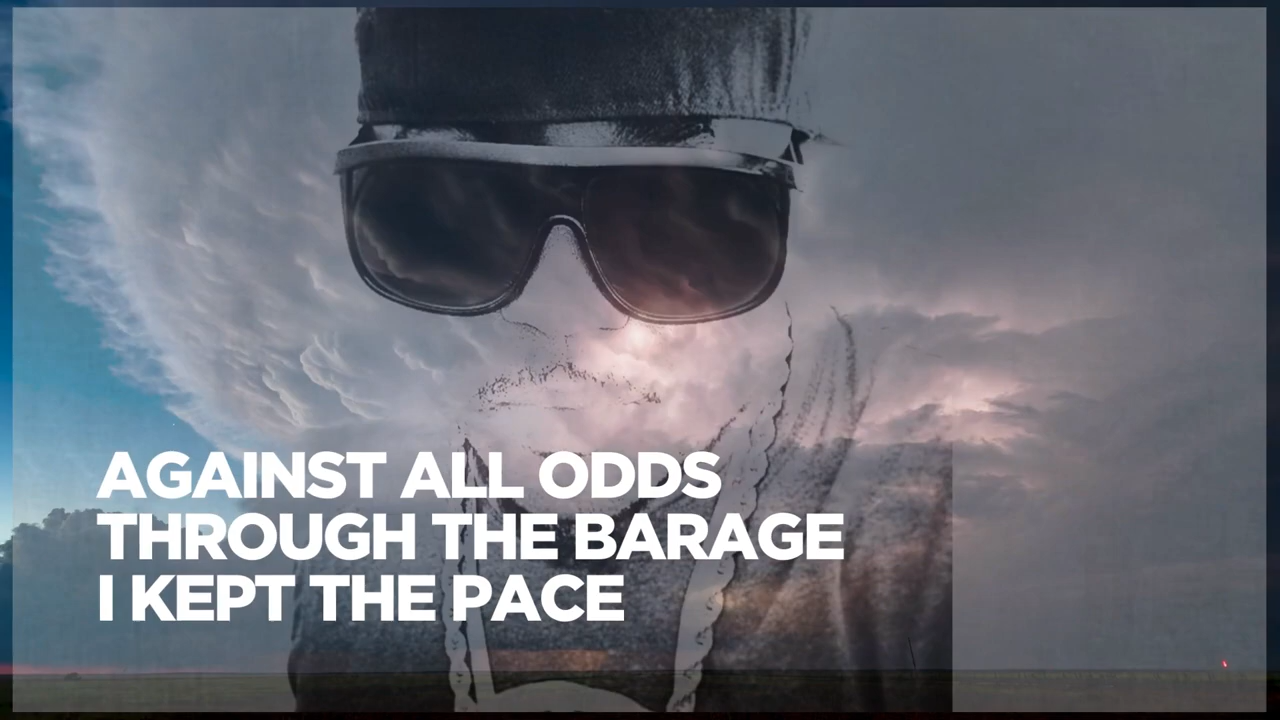 AGAINST ALL ODDS
THROUGH THE BARAGE
I KEPT THE PACE